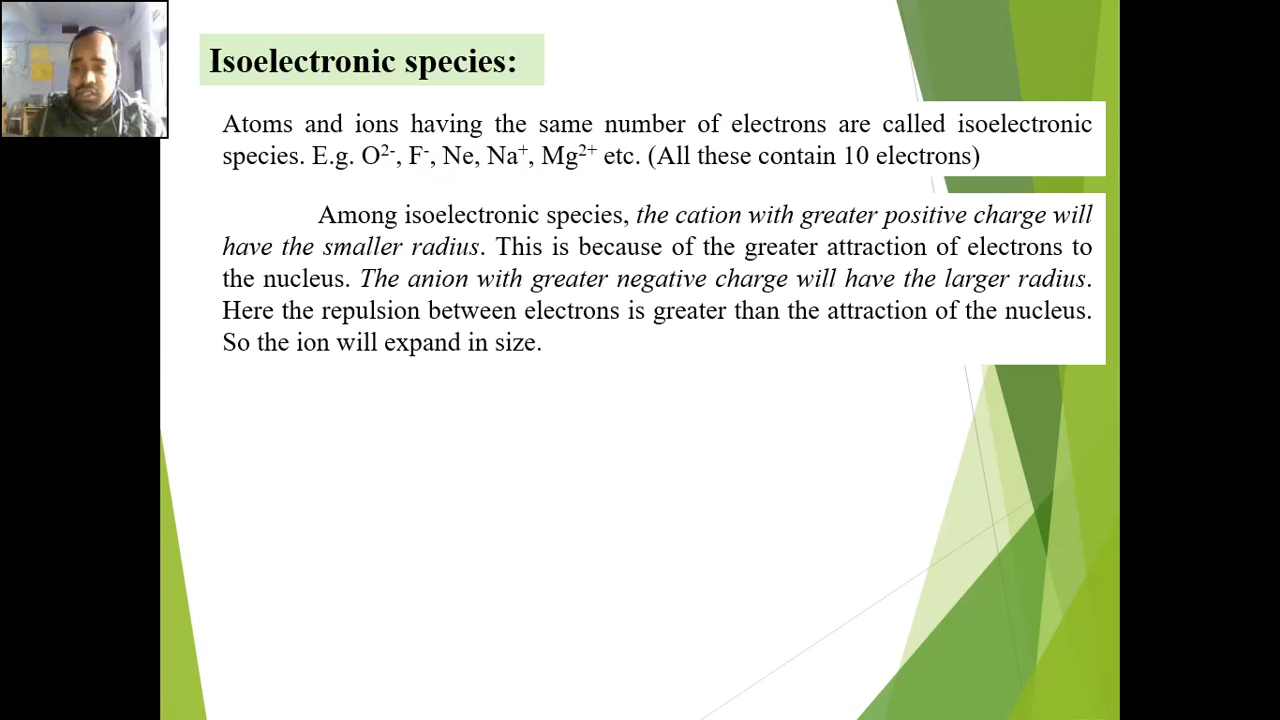 Isoelectronic species:
Atoms and ions having the same number of electrons are called isoelectronic
species. E.g. O²⁻, F⁻, Ne, Na⁺, Mg²⁺ etc. (All these contain 10 electrons)
Among isoelectronic species, the cation with greater positive charge will
have the smaller radius. This is because of the greater attraction of electrons to
the nucleus. The anion with greater negative charge will have the larger radius.
Here the repulsion between electrons is greater than the attraction of the nucleus.
So the ion will expand in size.